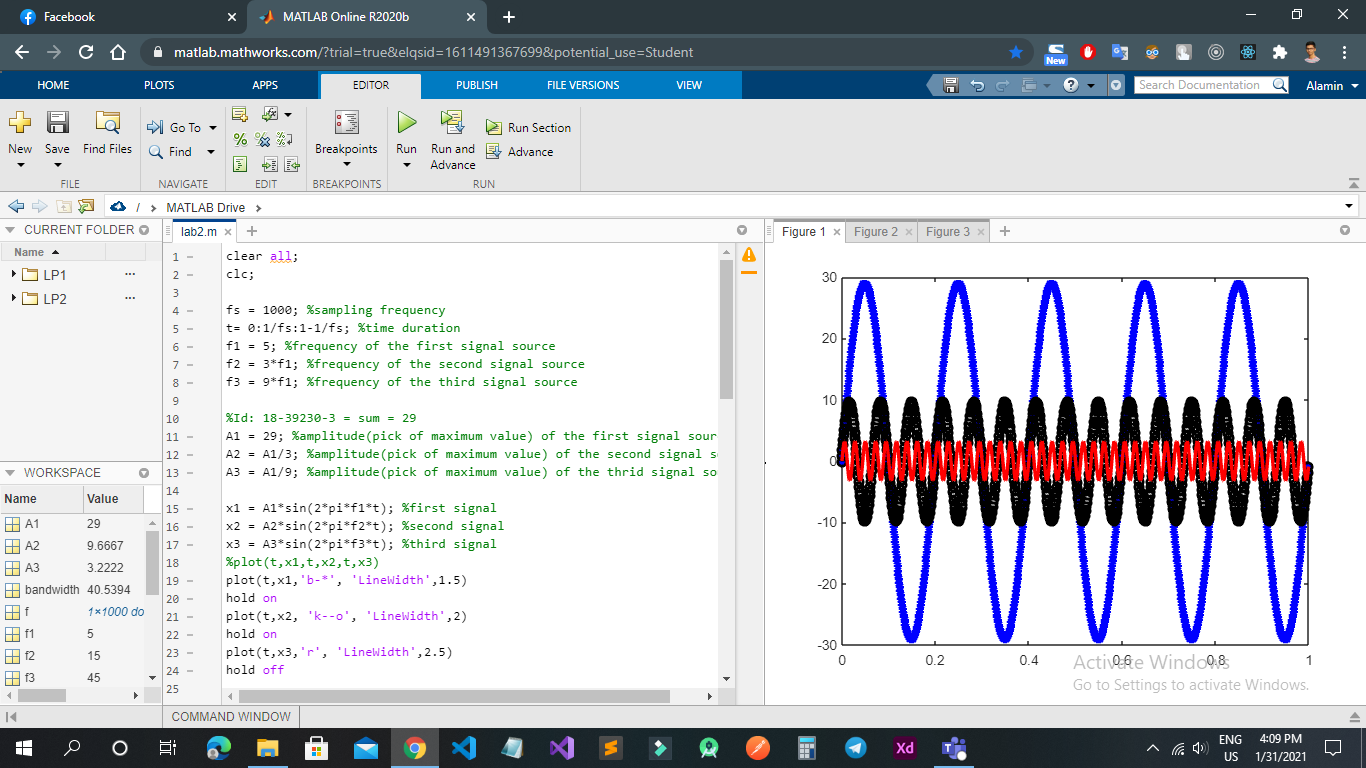 Facebook
MATLAB Online R2020b
matlab.mathworks.com/?trial=true&elqsid=1611491367699&potential_use=Student
New
HOME PLOTS APPS EDITOR PUBLISH FILE VERSIONS VIEW
Search Documentation
Alamin
New Save Find Files
Go To
Find
Breakpoints
Run Run and Advance
Run Section
Advance
FILE NAVIGATE EDIT BREAKPOINTS RUN
/ MATLAB Drive
CURRENT FOLDER
Name
LP1
LP2
WORKSPACE
Name Value
A1 29
A2 9.6667
A3 3.2222
bandwidth 40.5394
f 1×1000 do
f1 5
f2 15
f3 45
lab2.m
1 clear all;
2 clc;
3
4 fs = 1000; %sampling frequency
5 t= 0:1/fs:1-1/fs; %time duration
6 f1 = 5; %frequency of the first signal source
7 f2 = 3*f1; %frequency of the second signal source
8 f3 = 9*f1; %frequency of the third signal source
9
10 %Id: 18-39230-3 = sum = 29
11 A1 = 29; %amplitude(pick of maximum value) of the first signal sour
12 A2 = A1/3; %amplitude(pick of maximum value) of the second signal s
13 A3 = A1/9; %amplitude(pick of maximum value) of the thrid signal so
14
15 x1 = A1*sin(2*pi*f1*t); %first signal
16 x2 = A2*sin(2*pi*f2*t); %second signal
17 x3 = A3*sin(2*pi*f3*t); %third signal
18 %plot(t,x1,t,x2,t,x3)
19 plot(t,x1,'b-*', 'LineWidth',1.5)
20 hold on
21 plot(t,x2, 'k--o', 'LineWidth',2)
22 hold on
23 plot(t,x3,'r', 'LineWidth',2.5)
24 hold off
25
Figure 1 Figure 2 Figure 3
30
20
10
0
-10
-20
-30
0 0.2 0.4 0.6 0.8 1
Activate Windows
Go to Settings to activate Windows.
COMMAND WINDOW
Xd
ENG
US
4:09 PM
1/31/2021